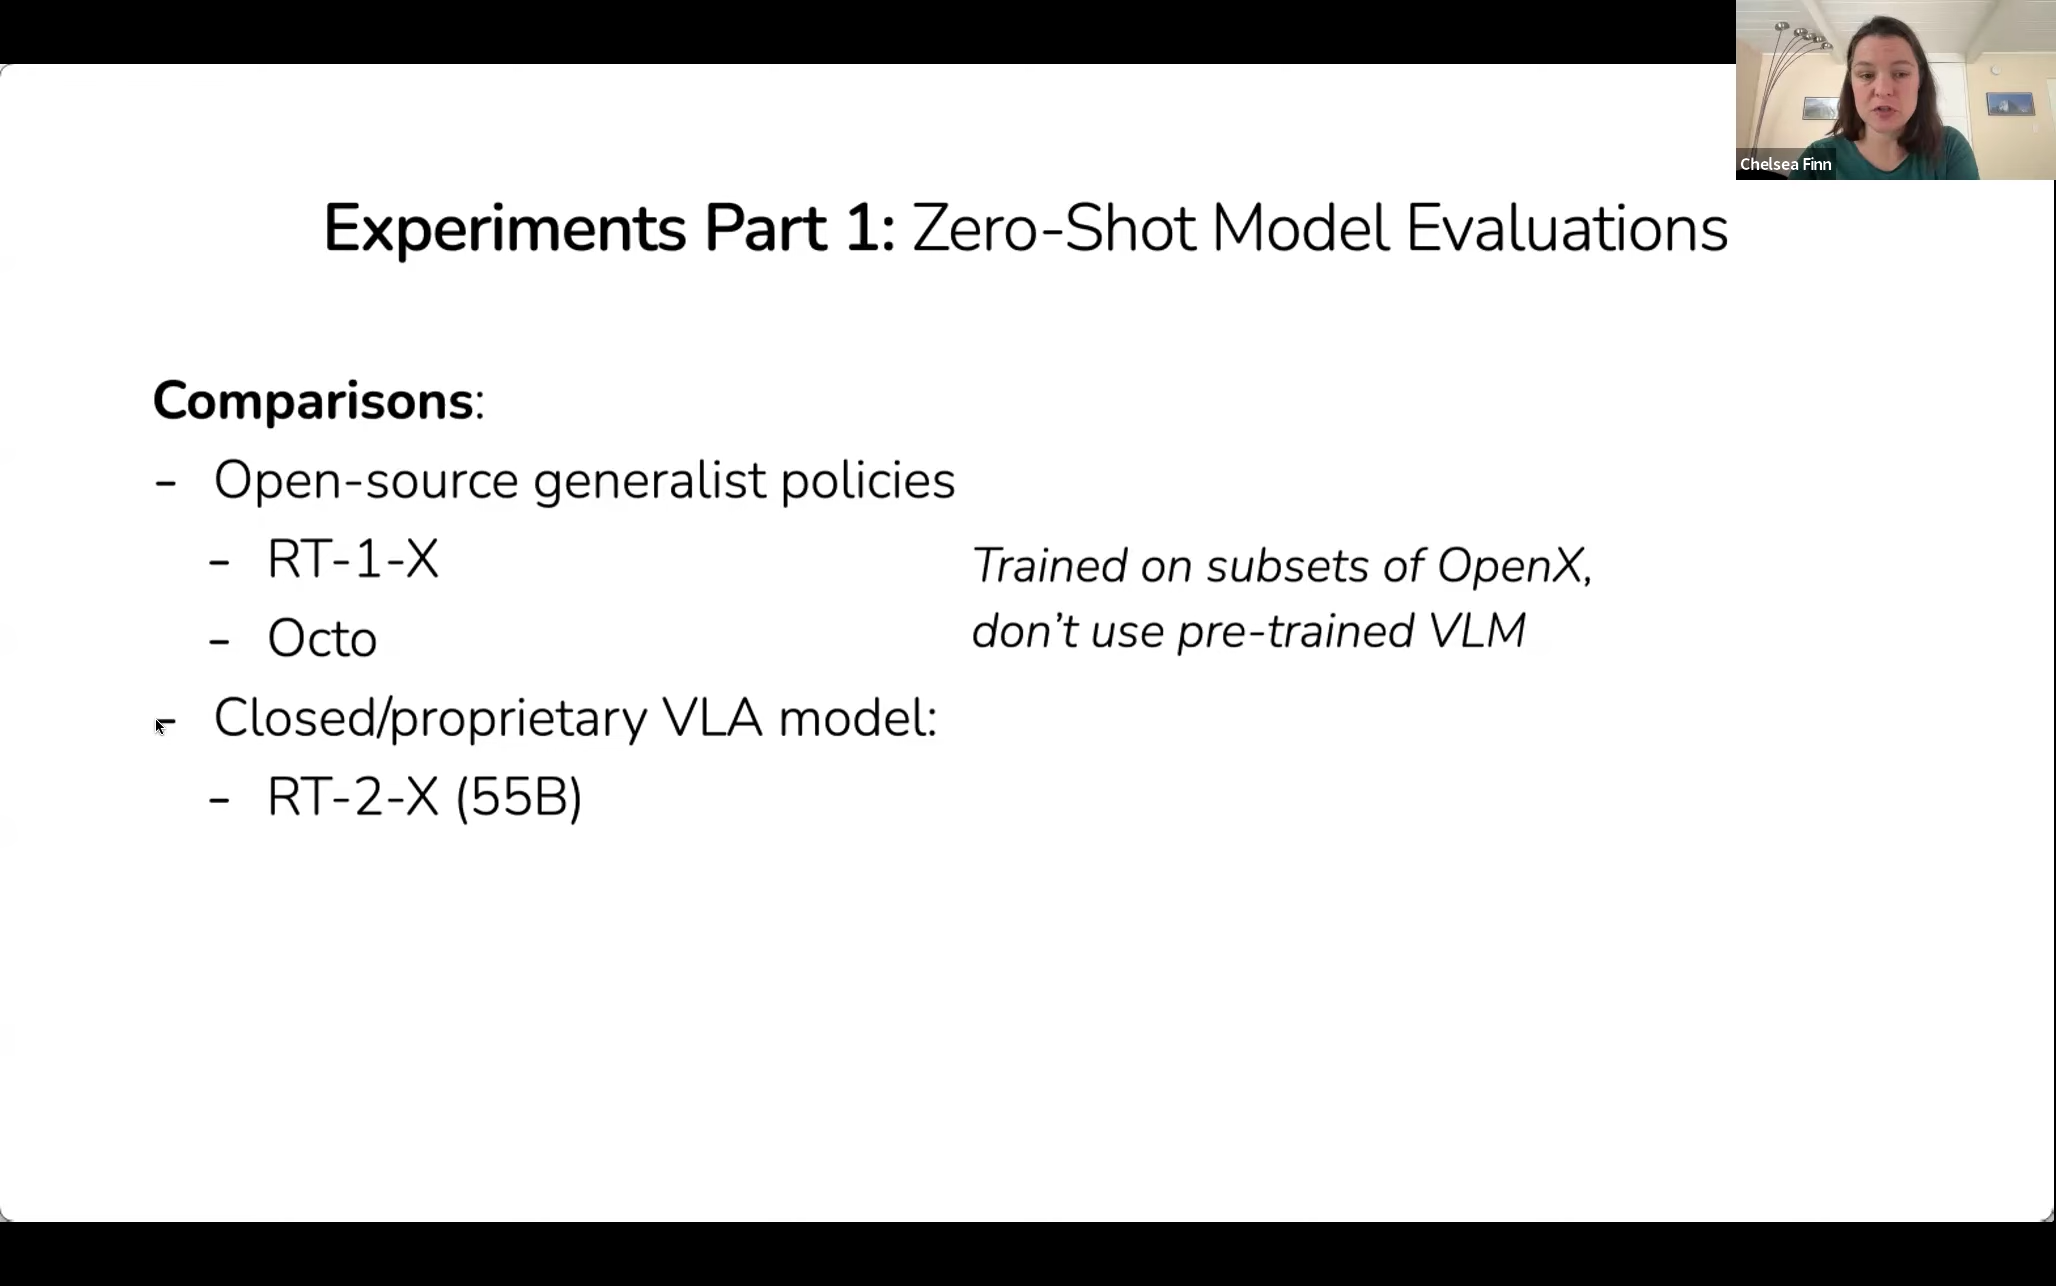 Chelsea Finn
Experiments Part 1: Zero-Shot Model Evaluations
Comparisons:
- Open-source generalist policies
- RT-1-X
- Octo
Trained on subsets of OpenX,
don’t use pre-trained VLM
- Closed/proprietary VLA model:
- RT-2-X (55B)